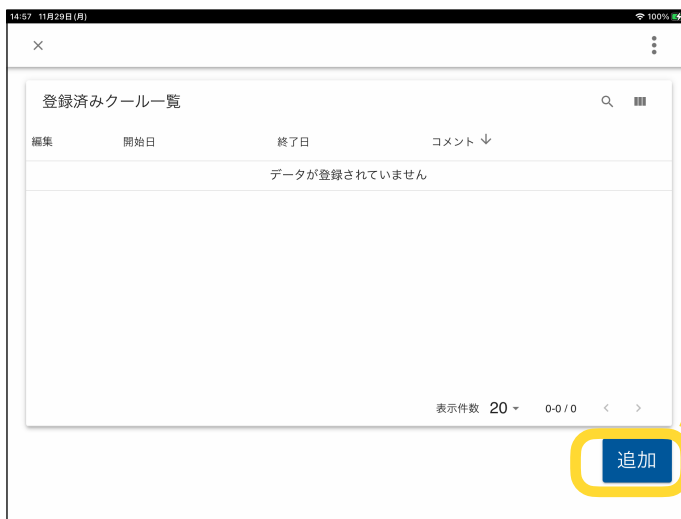 14:57 11月29日(月) 100%
登録済みクール一覧
編集 開始日 終了日 コメント
データが登録されていません
表示件数 20 0-0 / 0
追加